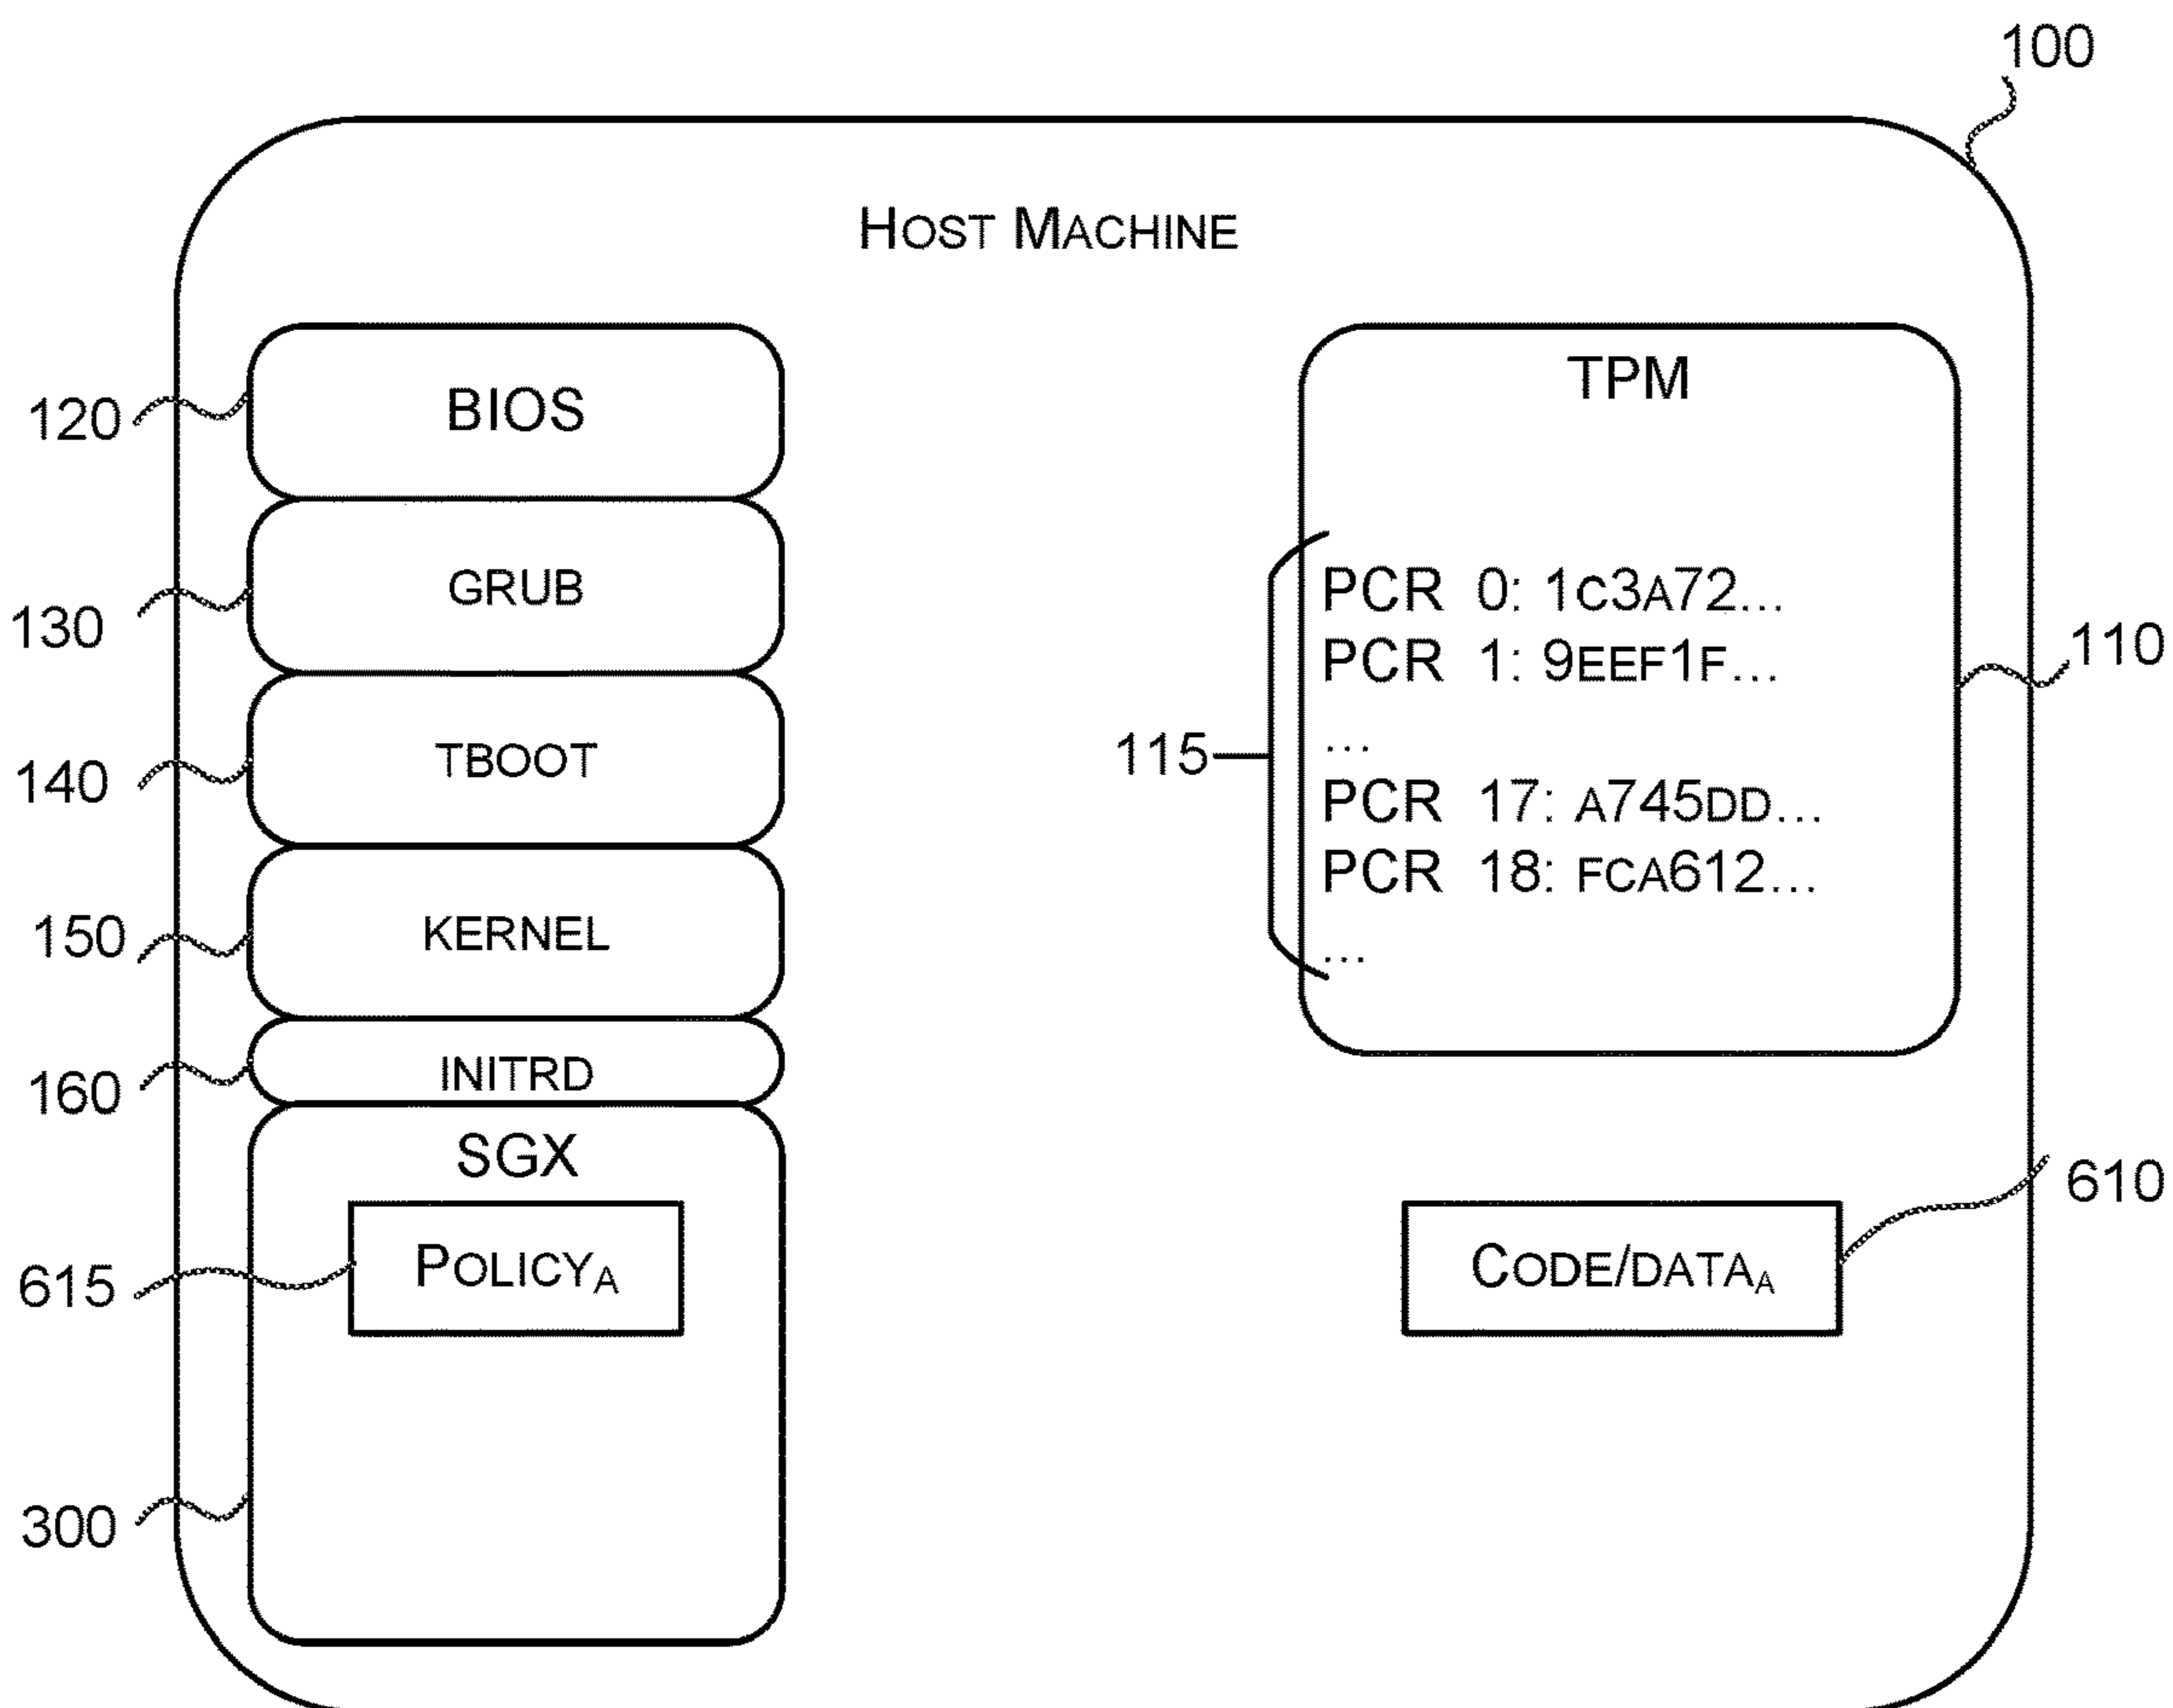 100
HOST MACHINE
120
BIOS
130
GRUB
140
TBOOT
150
KERNEL
160
INITRD
SGX
615
POLICYA
300
TPM
115
PCR 0: 1C3A72...
PCR 1: 9EEF1F...
...
PCR 17: A745DD...
PCR 18: FCA612...
...
110
610
CODE/DATAA